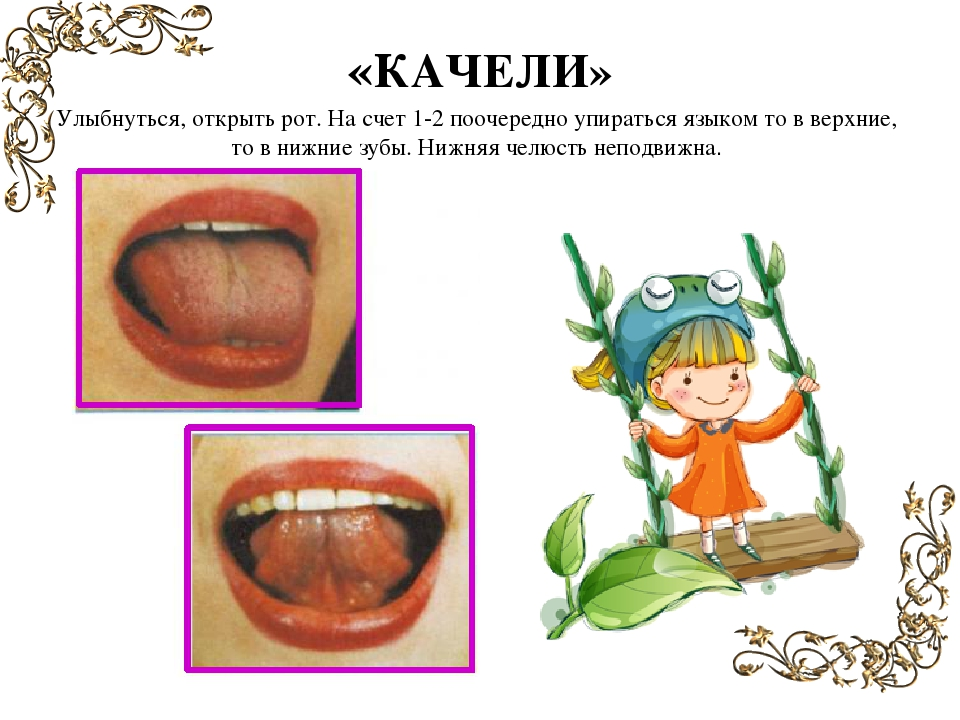 «КАЧЕЛИ»
Улыбнуться, открыть рот. На счет 1-2 поочередно упираться языком то в верхние,
то в нижние зубы. Нижняя челюсть неподвижна.